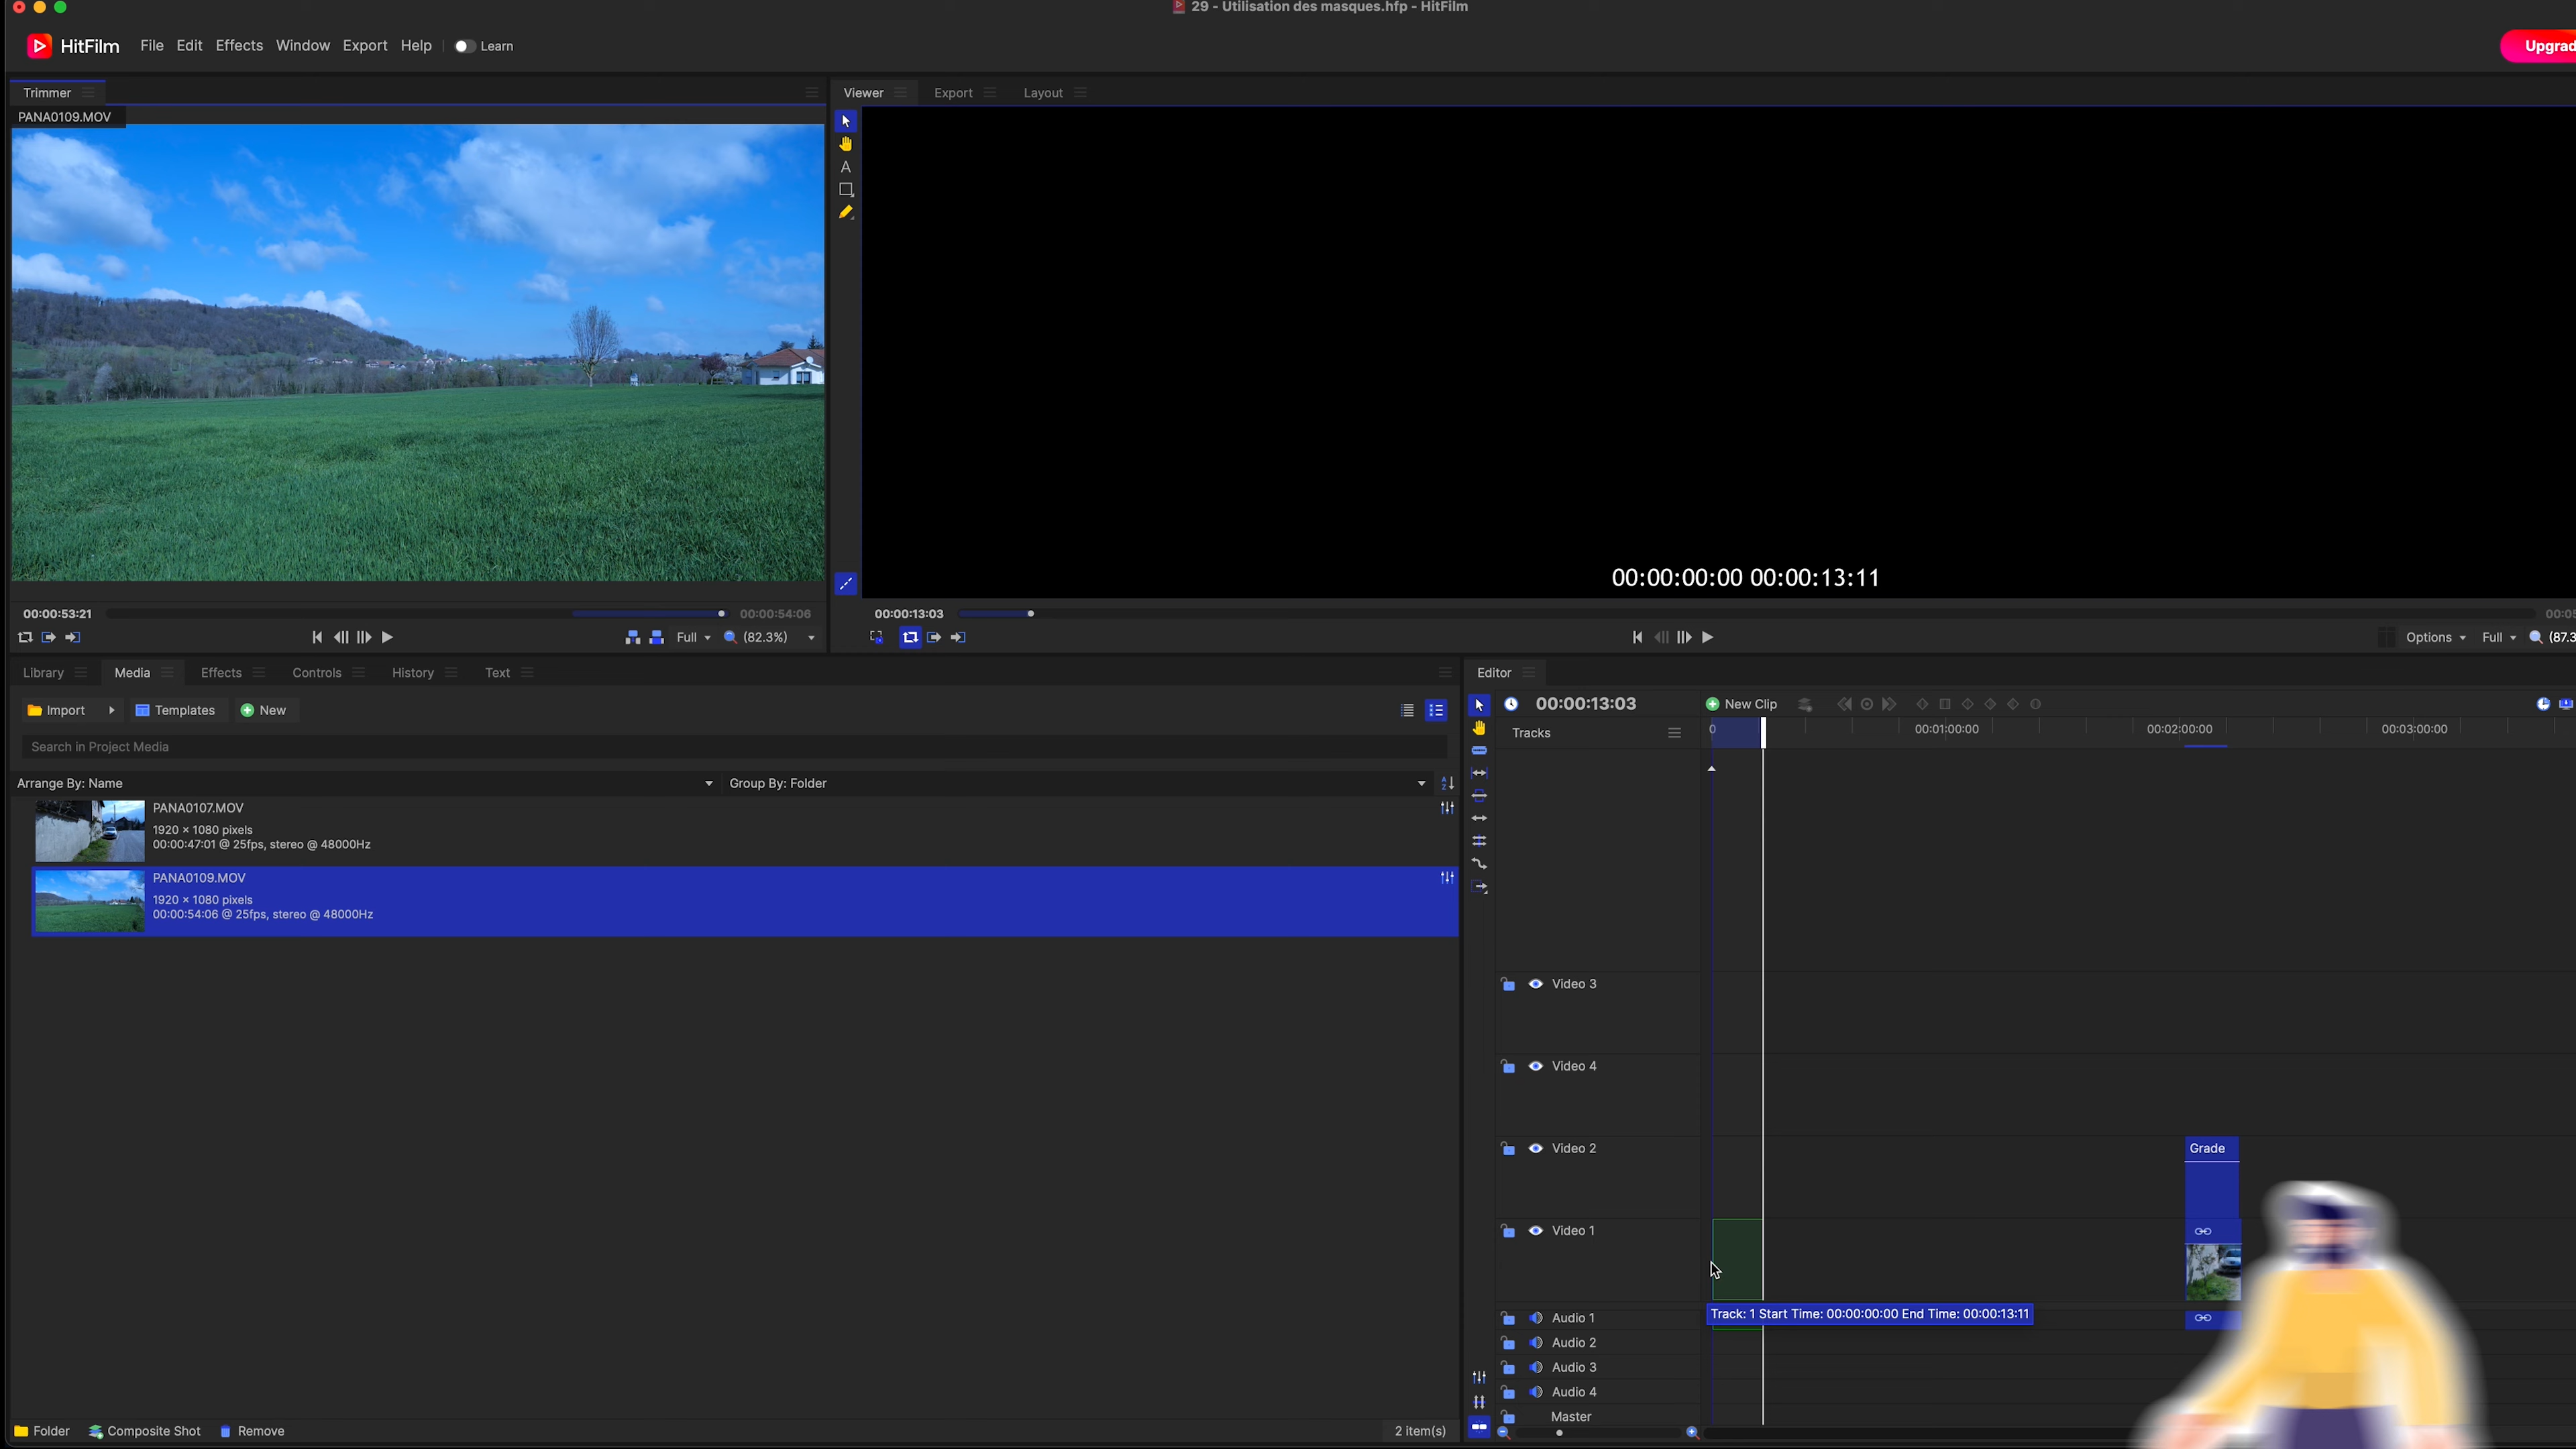 29 - Utilisation des masques.hfp - HitFilm
HitFilm File Edit Effects Window Export Help Learn
Upgrad
Trimmer
PANA0109.MOV
Viewer Export Layout
A
00:00:00:00 00:00:13:11
00:00:53:21 00:00:54:06
Full (82.3%)
00:00:13:03
Options Full (87.3
Library Media Effects Controls History Text
Import Templates New
Search in Project Media
Arrange By: Name Group By: Folder
PANA0107.MOV
1920 × 1080 pixels
00:00:47:01 @ 25fps, stereo @ 48000Hz
PANA0109.MOV
1920 × 1080 pixels
00:00:54:06 @ 25fps, stereo @ 48000Hz
Folder Composite Shot Remove 2 item(s)
Editor
00:00:13:03 New Clip
Tracks 0 00:01:00:00 00:02:00:00 00:03:00:00
Video 3
Video 4
Video 2 Grade
Video 1
Track: 1 Start Time: 00:00:00:00 End Time: 00:00:13:11
Audio 1
Audio 2
Audio 3
Audio 4
Master